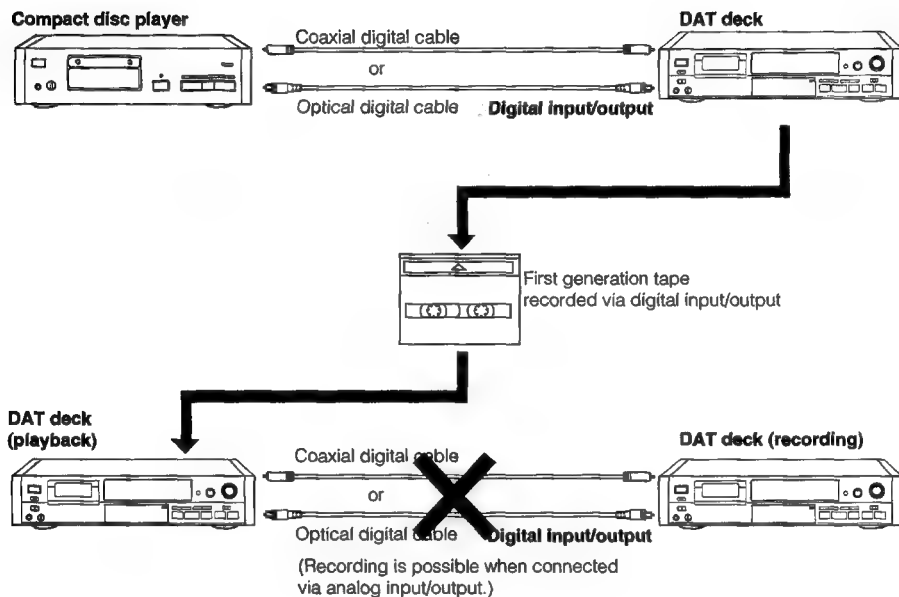 Compact disc player
DAT deck
Coaxial digital cable
or
Optical digital cable
Digital input/output
First generation tape
recorded via digital input/output
DAT deck
(playback)
DAT deck (recording)
Coaxial digital cable
or
Optical digital cable
Digital input/output
(Recording is possible when connected
via analog input/output.)